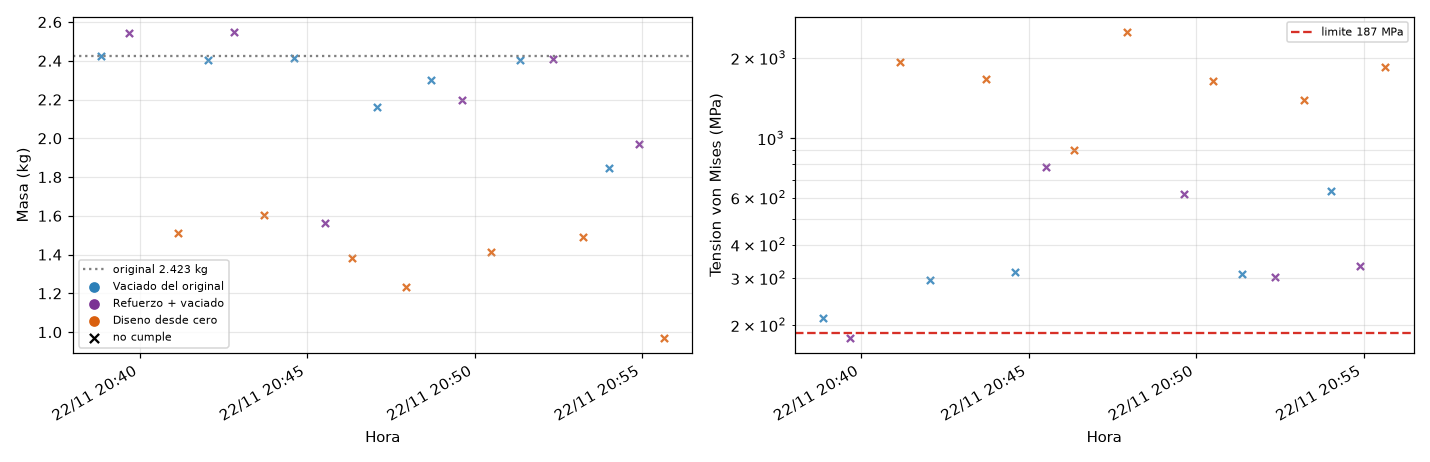 2.6
2.4
2.2
2.0
1.8
1.6
1.4
1.2
1.0
Masa (kg)
original 2.423 kg
Vaciado del original
Refuerzo + vaciado
Diseno desde cero
no cumple
22/11 20:40
22/11 20:45
22/11 20:50
22/11 20:55
Hora
limite 187 MPa
2 × 10³
10³
6 × 10²
4 × 10²
3 × 10²
2 × 10²
Tension von Mises (MPa)
22/11 20:40
22/11 20:45
22/11 20:50
22/11 20:55
Hora